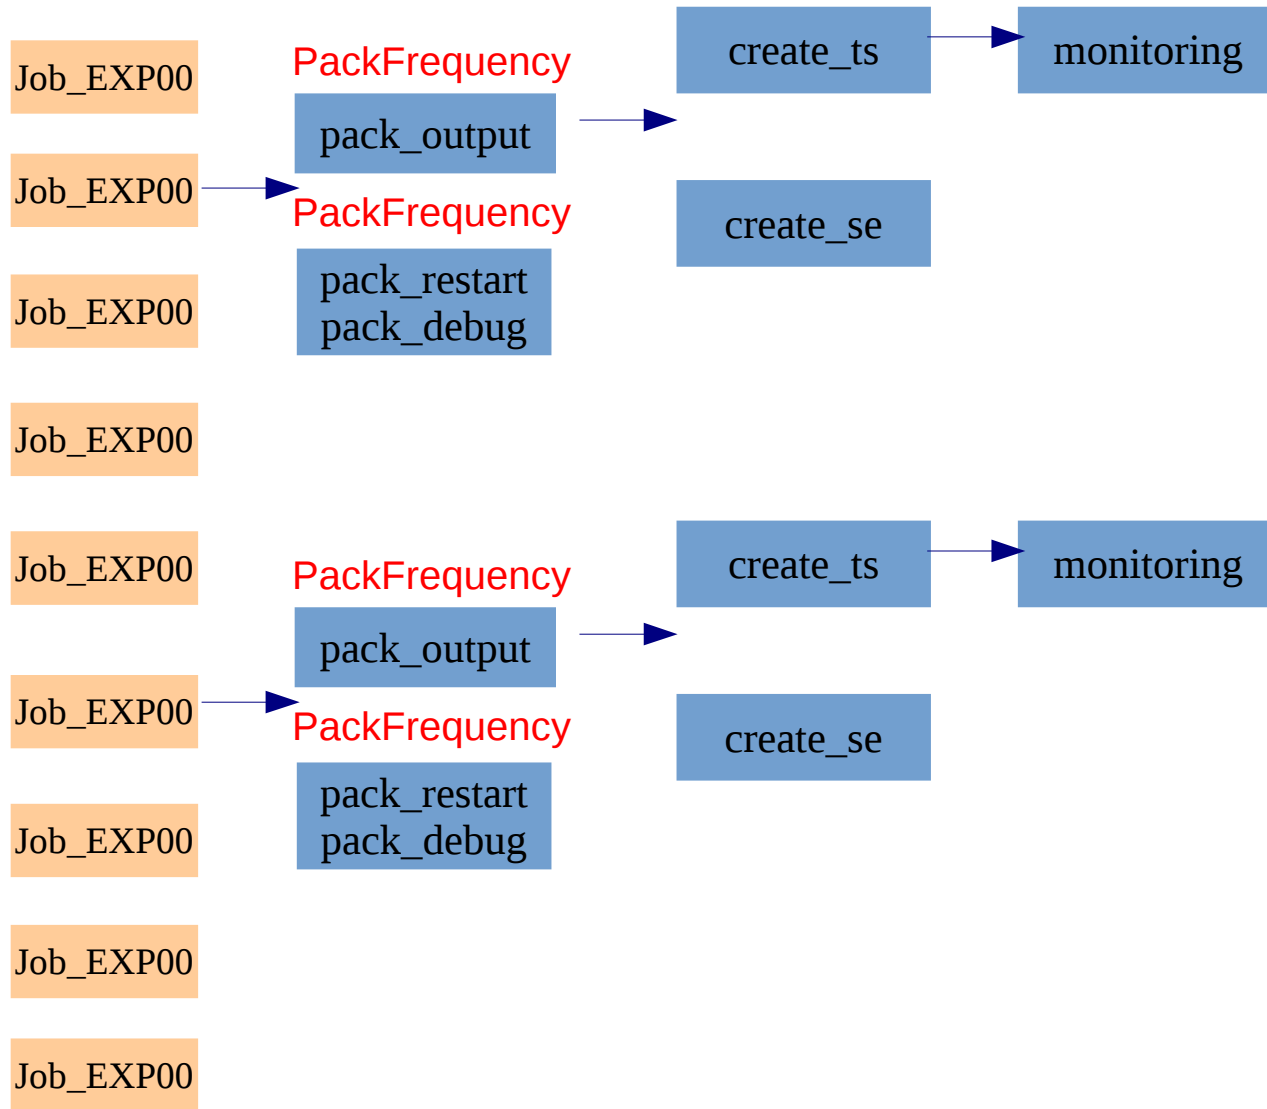 Job_EXP00
PackFrequency
create_ts
monitoring
pack_output
Job_EXP00
PackFrequency
create_se
Job_EXP00
pack_restart
pack_debug
Job_EXP00
Job_EXP00
PackFrequency
create_ts
monitoring
pack_output
Job_EXP00
PackFrequency
create_se
Job_EXP00
pack_restart
pack_debug
Job_EXP00
Job_EXP00